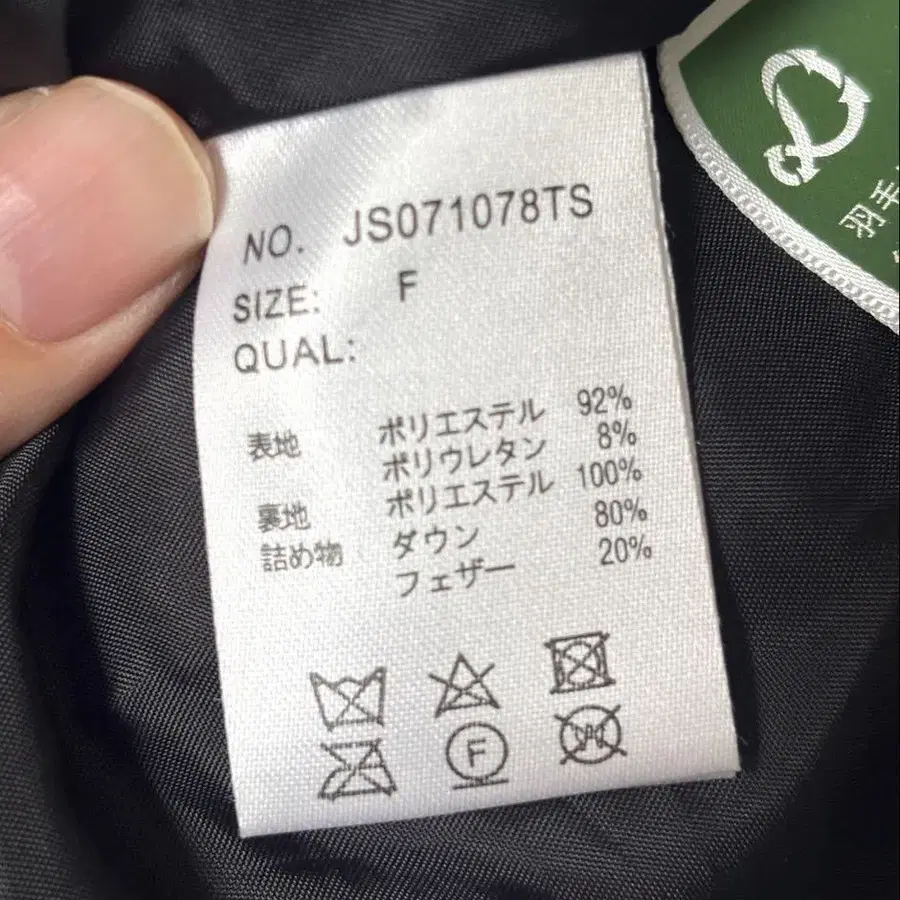 NO. JS071078TS
SIZE: F
QUAL:
表地 ポリエステル 92%
ポリウレタン 8%
裏地 ポリエステル 100%
詰め物 ダウン 80%
フェザー 20%
F
羽毛